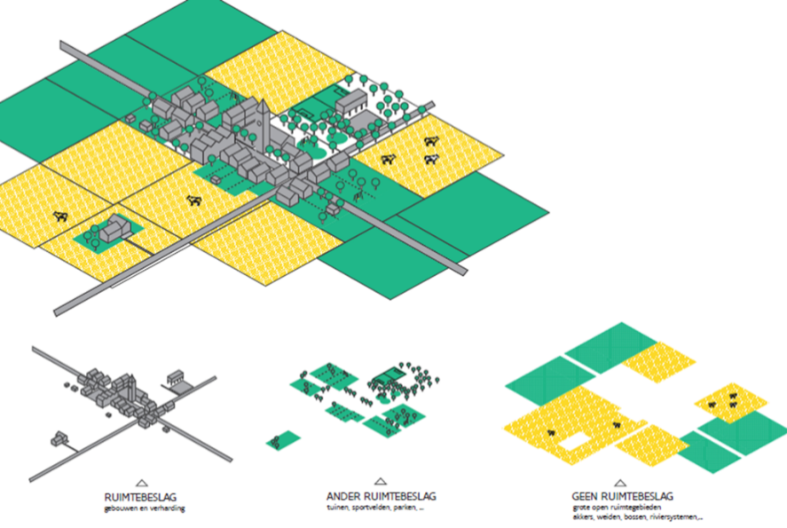 RUIMTEBESLAG
gebouwen en verharding
ANDER RUIMTEBESLAG
tuinen, sportvelden, parken, ...
GEEN RUIMTEBESLAG
grote open ruimtegebieden
akkers, weiden, bossen, riviersystemen,...